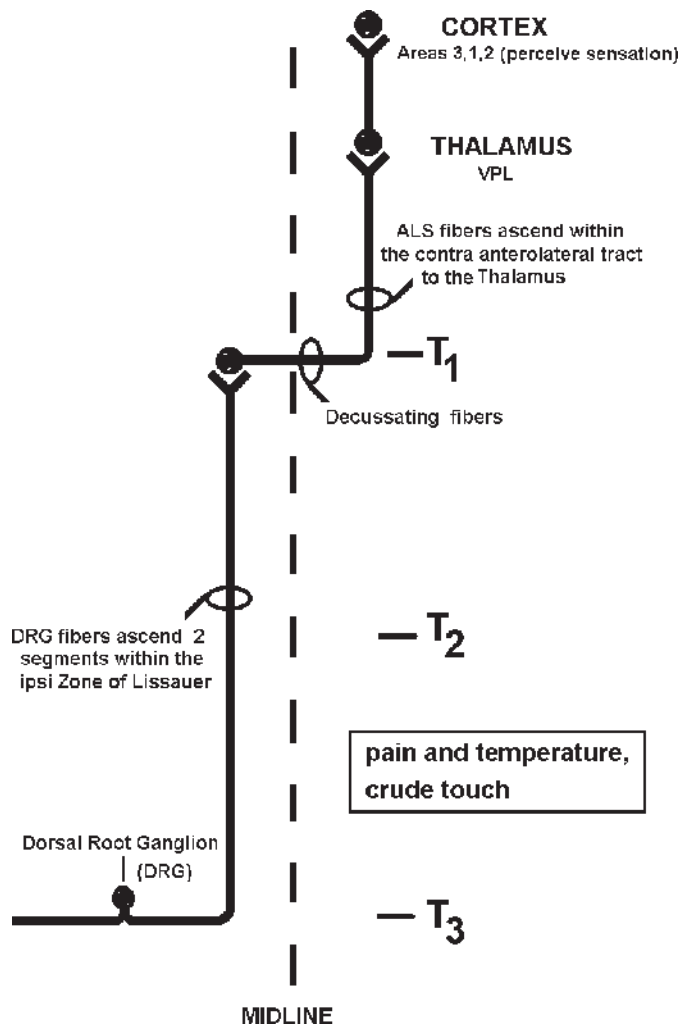 CORTEX
Areas 3,1,2 (perceive sensation)
THALAMUS
VPL
ALS fibers ascend within
the contra anterolateral tract
to the Thalamus
T1
Decussating fibers
DRG fibers ascend 2
segments within the
ipsi Zone of Lissauer
T2
pain and temperature,
crude touch
Dorsal Root Ganglion
(DRG)
T3
MIDLINE